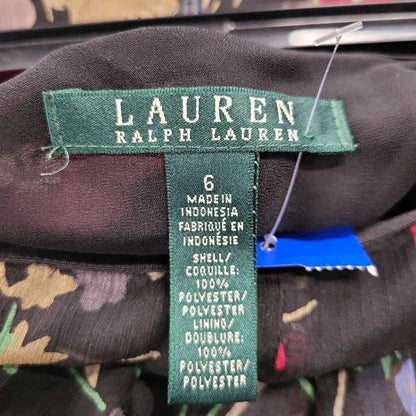 LAUREN
RALPH LAUREN
6
MADE IN
INDONESIA
FABRIQUÉ EN
INDONÉSIE
SHELL/
COQUILLE:
100%
POLYESTER/
POLYESTER
LINING/
DOUBLURE:
100%
POLYESTER/
POLYESTER